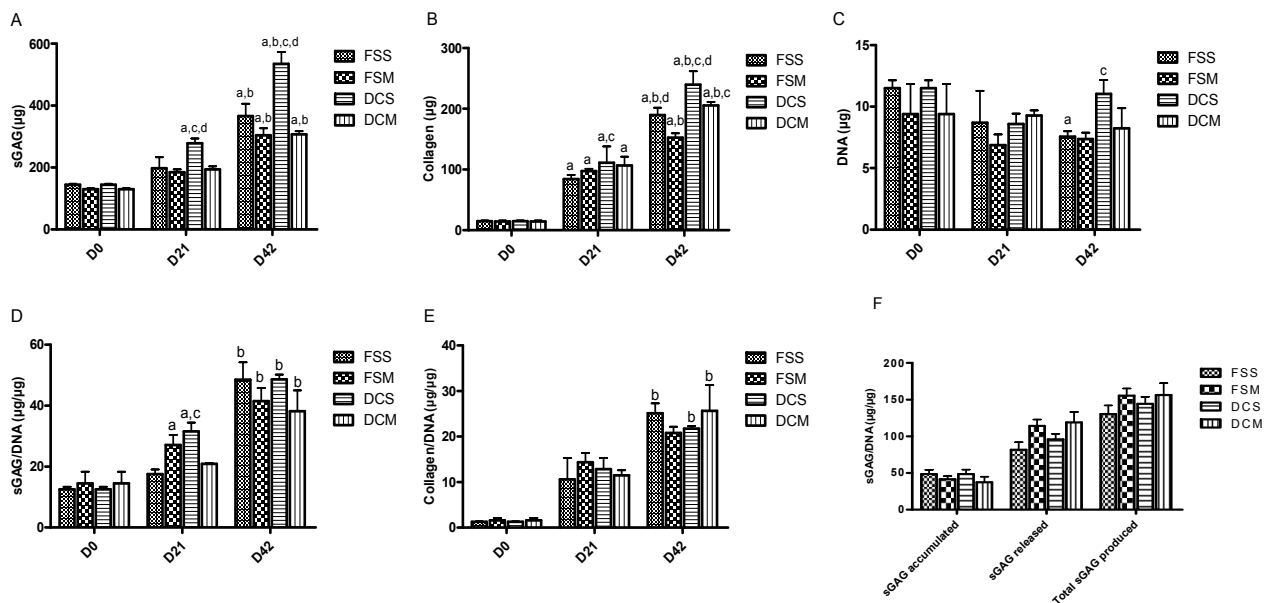 A
sGAG (µg)
600
400
200
0
a,b
a,b
a,b,c,d
a,b
a,c,d
D0
D21
D42
FSS
FSM
DCS
DCM
B
Collagen (µg)
300
200
100
0
a
a
a,c
a
a,b,d
a,b
a,b,c,d
a,b,c
D0
D21
D42
FSS
FSM
DCS
DCM
C
DNA (µg)
15
10
5
0
a
c
D0
D21
D42
FSS
FSM
DCS
DCM
D
sGAG/DNA (µg/µg)
60
40
20
0
a
a,c
b
b
b
b
D0
D21
D42
FSS
FSM
DCS
DCM
E
Collagen/DNA (µg/µg)
40
30
20
10
0
b
b
b
D0
D21
D42
FSS
FSM
DCS
DCM
F
sGAG/DNA (µg/µg)
200
150
100
50
0
sGAG accumulated
sGAG released
Total sGAG produced
FSS
FSM
DCS
DCM